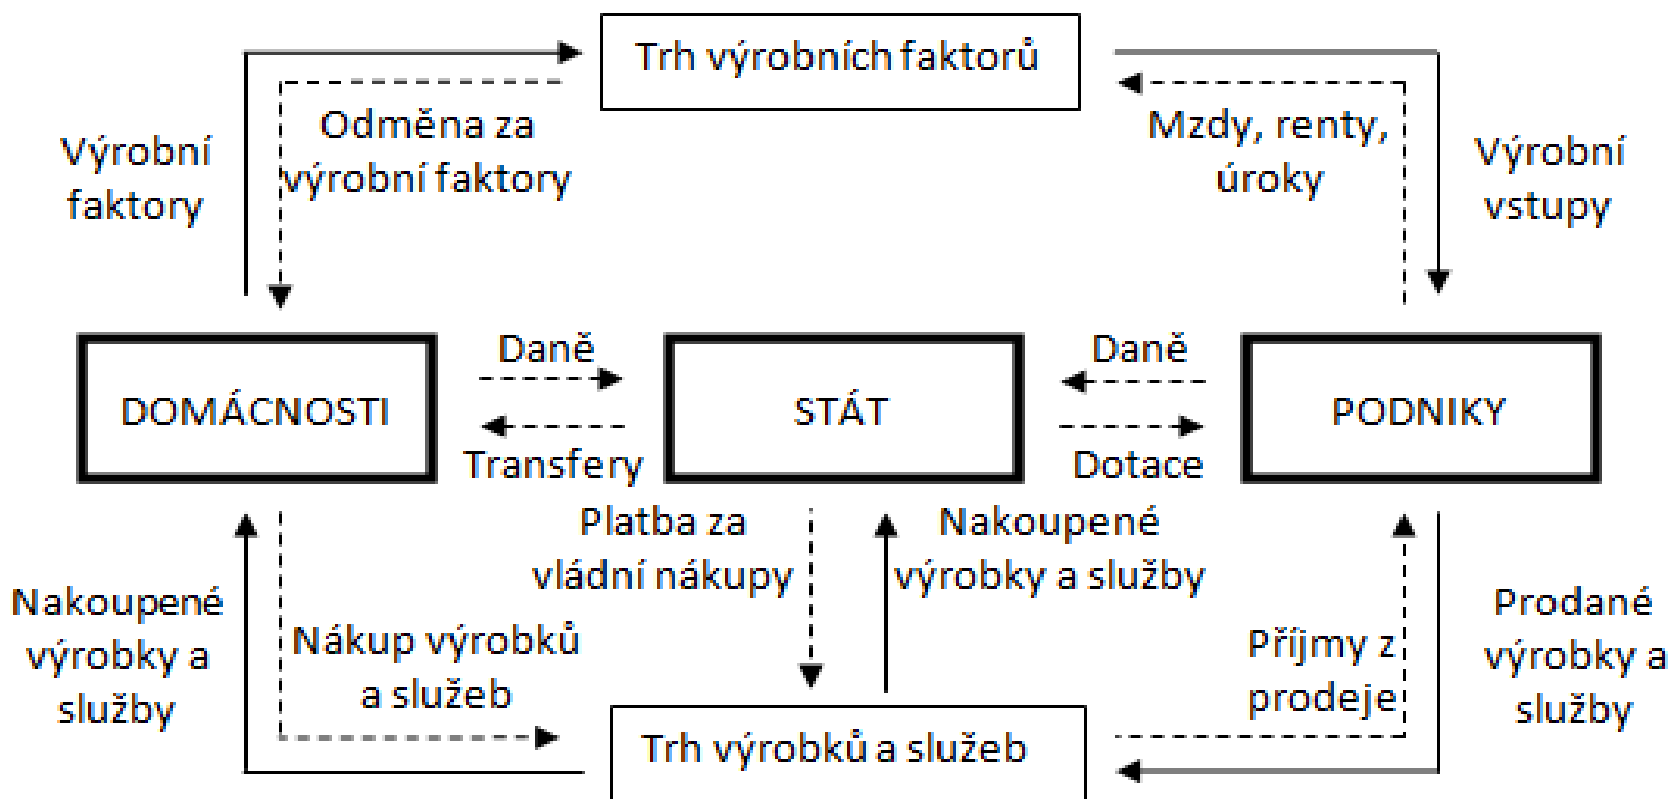 Trh výrobních faktorů
Odměna za
výrobní faktory
Mzdy, renty,
úroky
Výrobní
faktory
Výrobní
vstupy
DOMÁCNOSTI
Daně
Transfery
STÁT
Daně
Dotace
PODNIKY
Platba za
vládní nákupy
Nakoupené
výrobky a služby
Nakoupené
výrobky a
služby
Nákup výrobků
a služeb
Příjmy z
prodeje
Prodané
výrobky a
služby
Trh výrobků a služeb